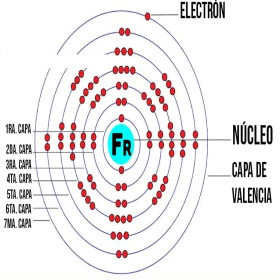 ELECTRÓN
FR
NÚCLEO
CAPA DE
VALENCIA
1RA. CAPA
2DA. CAPA
3RA. CAPA
4TA. CAPA
5TA. CAPA
6TA. CAPA
7MA. CAPA